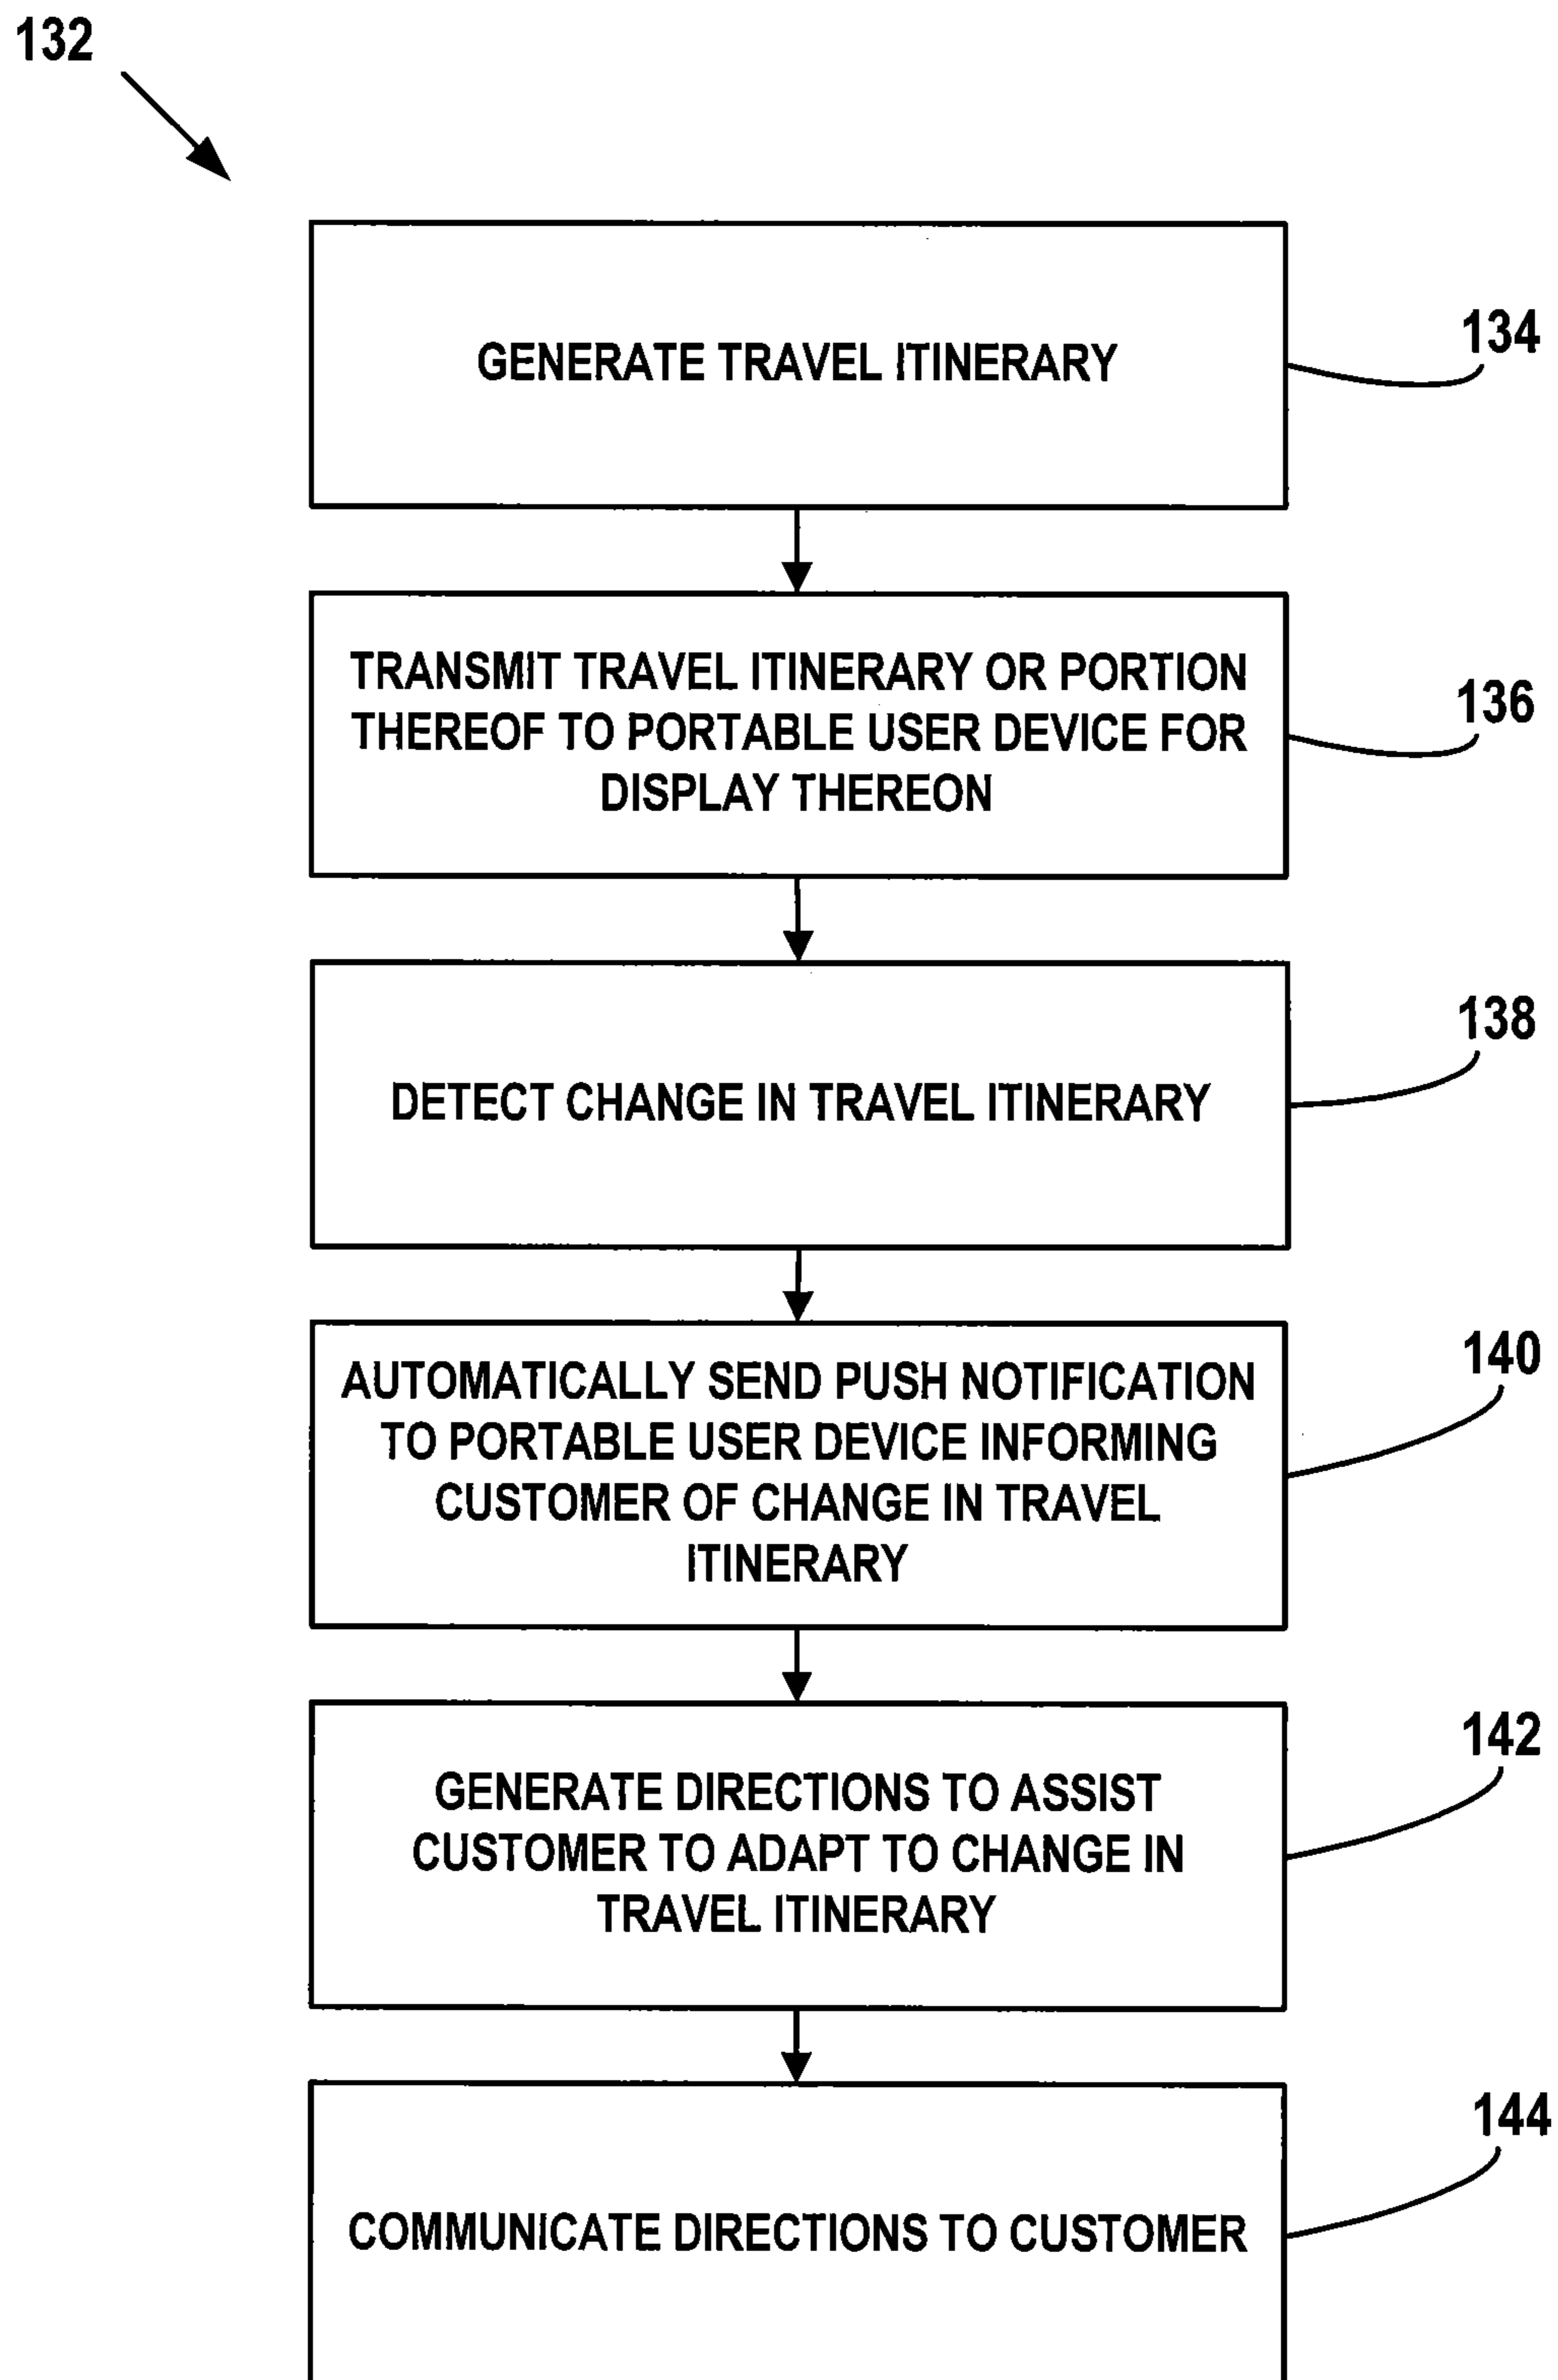 132
GENERATE TRAVEL ITINERARY
134
TRANSMIT TRAVEL ITINERARY OR PORTION
THEREOF TO PORTABLE USER DEVICE FOR
DISPLAY THEREON
136
DETECT CHANGE IN TRAVEL ITINERARY
138
AUTOMATICALLY SEND PUSH NOTIFICATION
TO PORTABLE USER DEVICE INFORMING
CUSTOMER OF CHANGE IN TRAVEL
ITINERARY
140
GENERATE DIRECTIONS TO ASSIST
CUSTOMER TO ADAPT TO CHANGE IN
TRAVEL ITINERARY
142
COMMUNICATE DIRECTIONS TO CUSTOMER
144